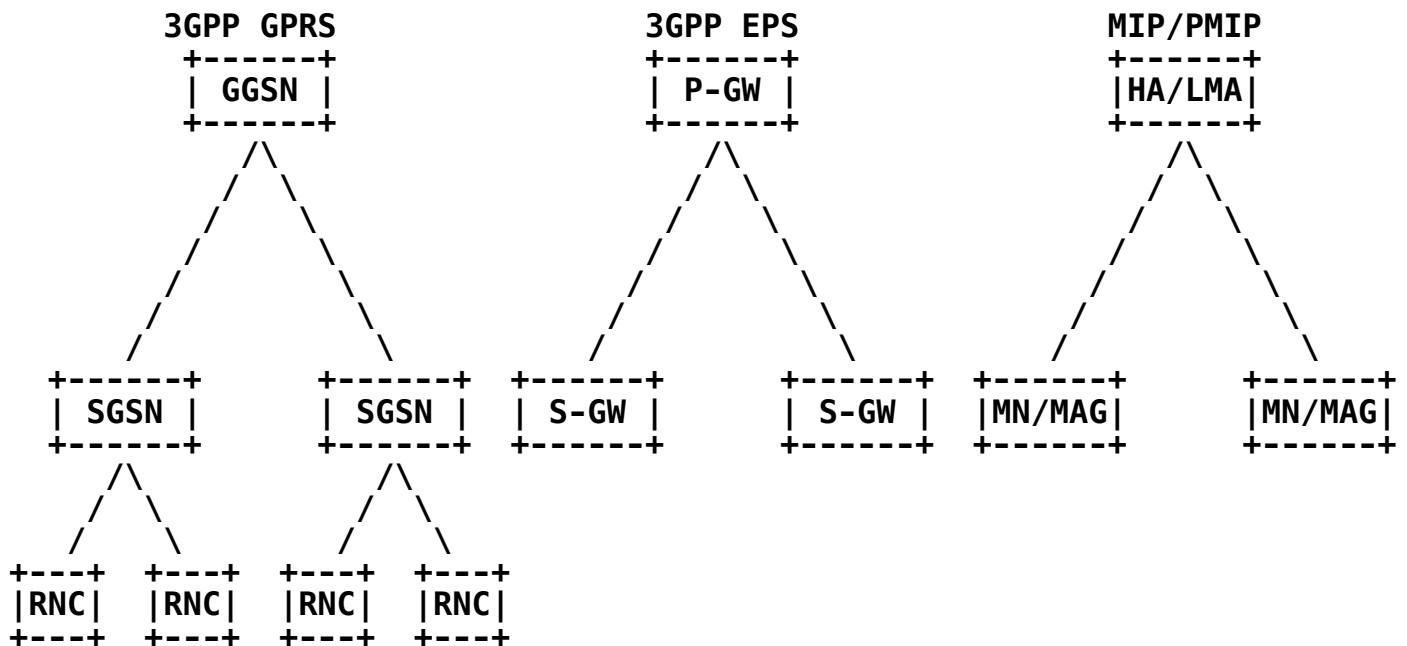 3GPP GPRS 3GPP EPS MIP/PMIP
GGSN P-GW HA/LMA
SGSN SGSN S-GW S-GW MN/MAG MN/MAG
RNC RNC RNC RNC